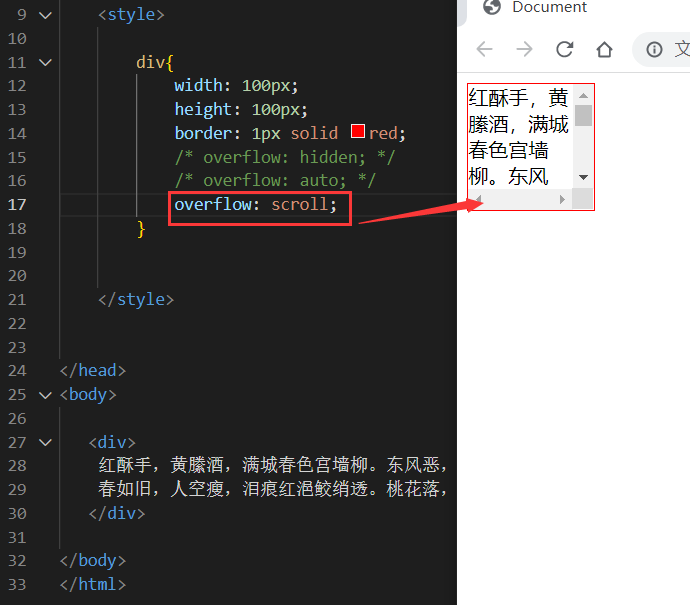 9 <style>
10
11 div{
12 width: 100px;
13 height: 100px;
14 border: 1px solid red;
15 /* overflow: hidden; */
16 /* overflow: auto; */
17 overflow: scroll;
18 }
19
20
21 </style>
22
23
24 </head>
25 <body>
26
27 <div>
28 红酥手，黄縢酒，满城春色宫墙柳。东风恶，
29 春如旧，人空瘦，泪痕红浥鲛绡透。桃花落，
30 </div>
31
32 </body>
33 </html>
Document
文
红酥手，黄
縢酒，满城
春色宫墙
柳。东风